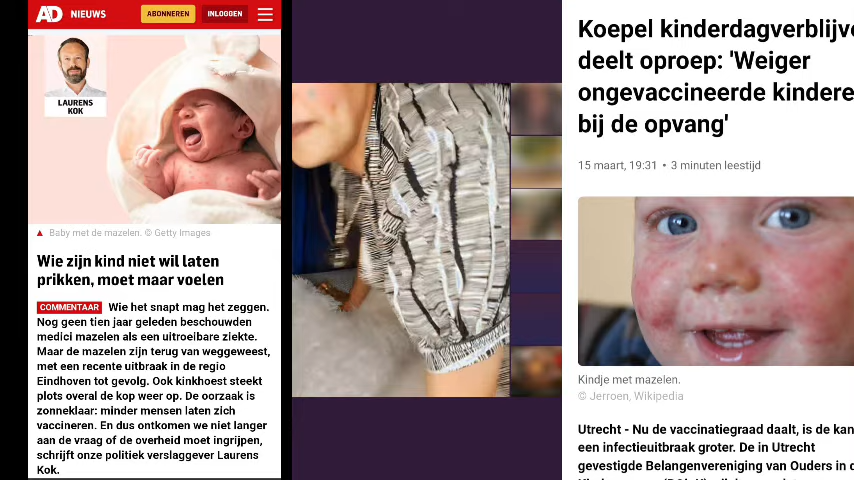 AD NIEUWS
ABONNEREN
INLOGGEN
LAURENS
KOK
Baby met de mazelen. © Getty Images
Wie zijn kind niet wil laten
prikken, moet maar voelen
COMMENTAAR Wie het snapt mag het zeggen.
Nog geen tien jaar geleden beschouwden
medici mazelen als een uitroeibare ziekte.
Maar de mazelen zijn terug van weggeweest,
met een recente uitbraak in de regio
Eindhoven tot gevolg. Ook kinkhoest steekt
plots overal de kop weer op. De oorzaak is
zonneklaar: minder mensen laten zich
vaccineren. En dus ontkomen we niet langer
aan de vraag of de overheid moet ingrijpen,
schrijft onze politiek verslaggever Laurens
Kok.
Koepel kinderdagverblijve
deelt oproep: 'Weiger
ongevaccineerde kindere
bij de opvang'
15 maart, 19:31 • 3 minuten leestijd
Kindje met mazelen.
© Jerroen, Wikipedia
Utrecht - Nu de vaccinatiegraad daalt, is de kan
een infectieuitbraak groter. De in Utrecht
gevestigde Belangenvereniging van Ouders in d